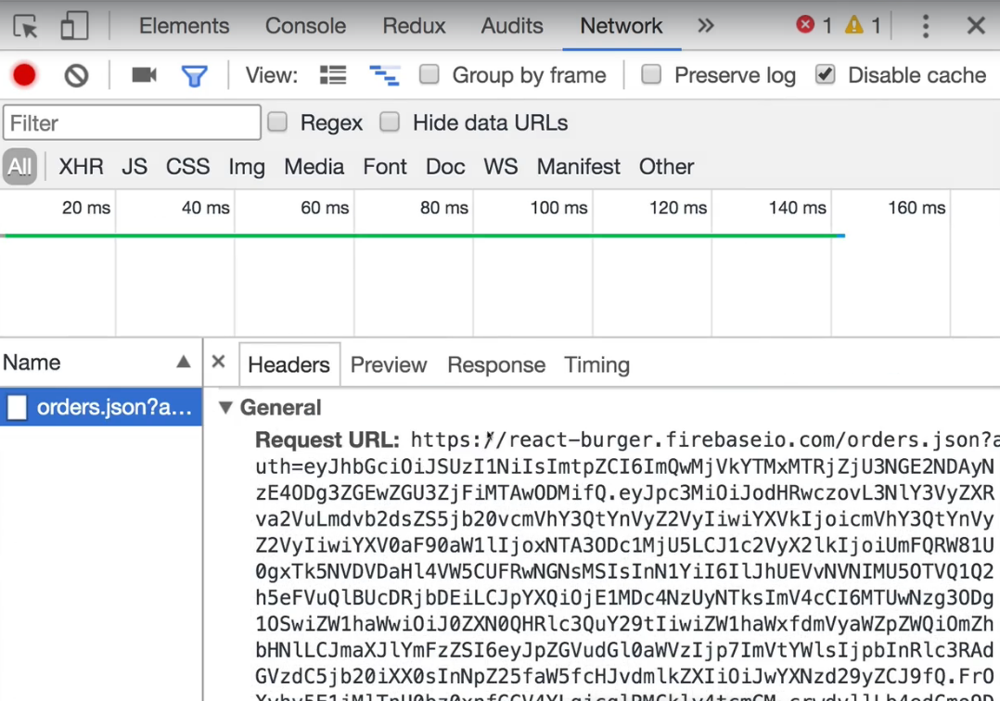 Elements Console Redux Audits Network » 1 1
View: Group by frame Preserve log Disable cache
Filter Regex Hide data URLs
All XHR JS CSS Img Media Font Doc WS Manifest Other
20 ms 40 ms 60 ms 80 ms 100 ms 120 ms 140 ms 160 ms
Name Headers Preview Response Timing
orders.json?a... General
Request URL: https://react-burger.firebaseio.com/orders.json?a
uth=eyJhbGciOiJSUzI1NiIsImtpZCI6ImQwMjVkYTMxMTRjZjU3NGE2NDAyN
zE4ODg3ZGEwZGU3ZjFiMTAwODMifQ.eyJpc3MiOiJodHRwczovL3NlY3VyZXR
va2VuLmdvb2dsZS5jb20vcmVhY3QtYnVyZ2VyIiwiYXVkIjoicmVhY3QtYnVy
Z2VyIiwiYXV0aF90aW1lIjoxNTA3ODc1MjU5LCJ1c2VyX2lkIjoiUmFQRW81U
0gxTk5NVDVDaHl4VW5CUFRwNGNsMSIsInN1YiI6IlJhUEVvNVNIMU5OTVQ1Q2
h5eFVuQlBUcDRjbDEiLCJpYXQiOjE1MDc4NzUyNTksImV4cCI6MTUwNzg3ODg
1OSwiZW1haWwiOiJ0ZXN0QHRlc3QuY29tIiwiZW1haWxfdmVyaWZpZWQiOmZh
bHNlLCJmaXJlYmFzZSI6eyJpZGVudGl0aWVzIjp7ImVtYWlsIjpbInRlc3RAd
GVzdC5jb20iXX0sInNpZ25faW5fcHJvdmlkZXIiOiJwYXNzd29yZCJ9fQ.FrO